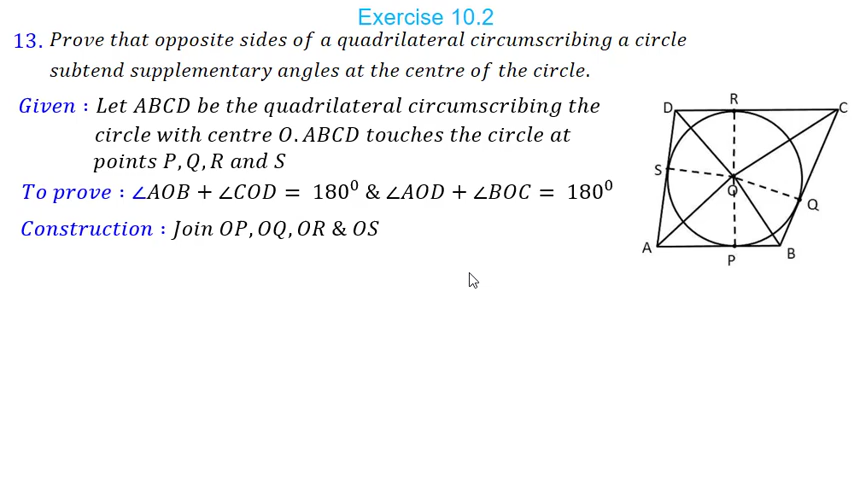 Exercise 10.2
13. Prove that opposite sides of a quadrilateral circumscribing a circle
subtend supplementary angles at the centre of the circle.
Given : Let ABCD be the quadrilateral circumscribing the
circle with centre O. ABCD touches the circle at
points P, Q, R and S
To prove : ∠AOB + ∠COD = 180⁰ & ∠AOD + ∠BOC = 180⁰
Construction : Join OP, OQ, OR & OS
R
D
C
S
O
Q
A
B
P